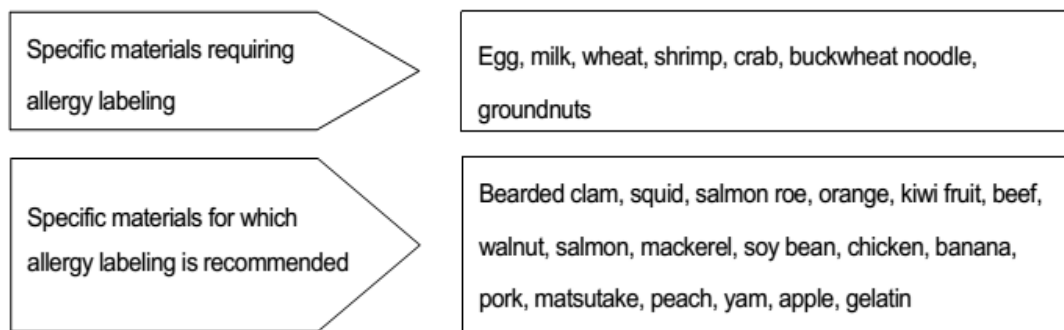 Specific materials requiring
allergy labeling
Egg, milk, wheat, shrimp, crab, buckwheat noodle,
groundnuts
Specific materials for which
allergy labeling is recommended
Bearded clam, squid, salmon roe, orange, kiwi fruit, beef,
walnut, salmon, mackerel, soy bean, chicken, banana,
pork, matsutake, peach, yam, apple, gelatin